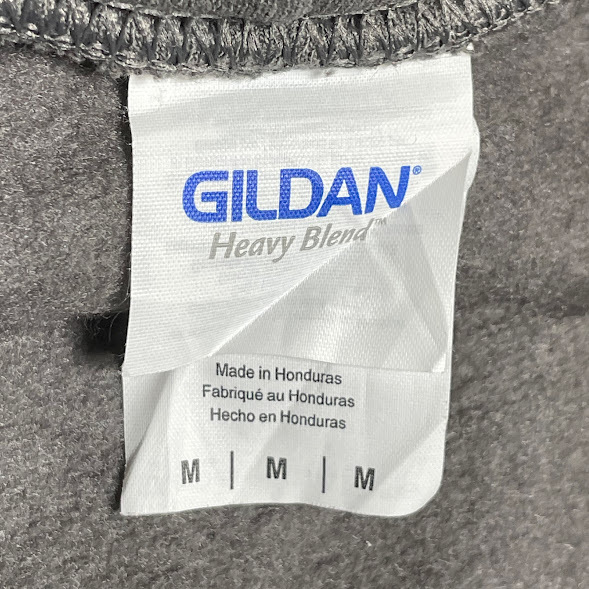 GILDAN®
Heavy Blend™
Made in Honduras
Fabriqué au Honduras
Hecho en Honduras
M | M | M